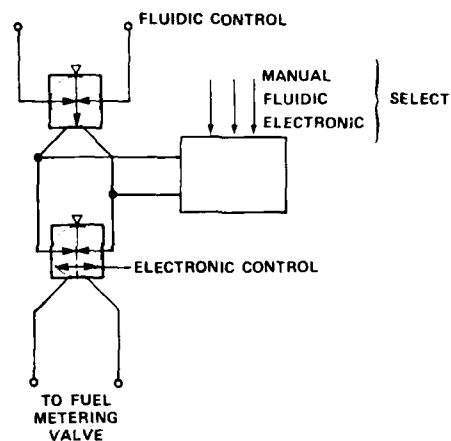 FLUIDIC CONTROL
MANUAL
FLUIDIC
ELECTRONIC
SELECT
ELECTRONIC CONTROL
TO FUEL
METERING
VALVE